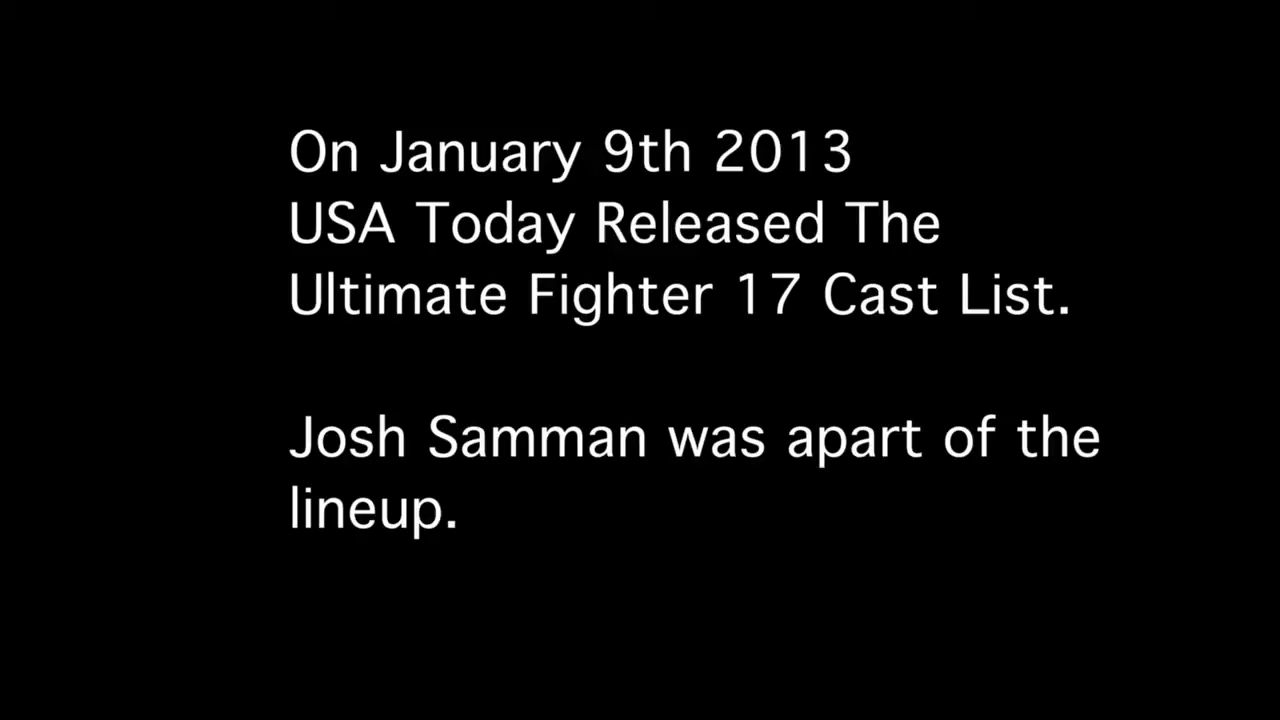 On January 9th 2013
USA Today Released The
Ultimate Fighter 17 Cast List.
Josh Samman was apart of the
lineup.